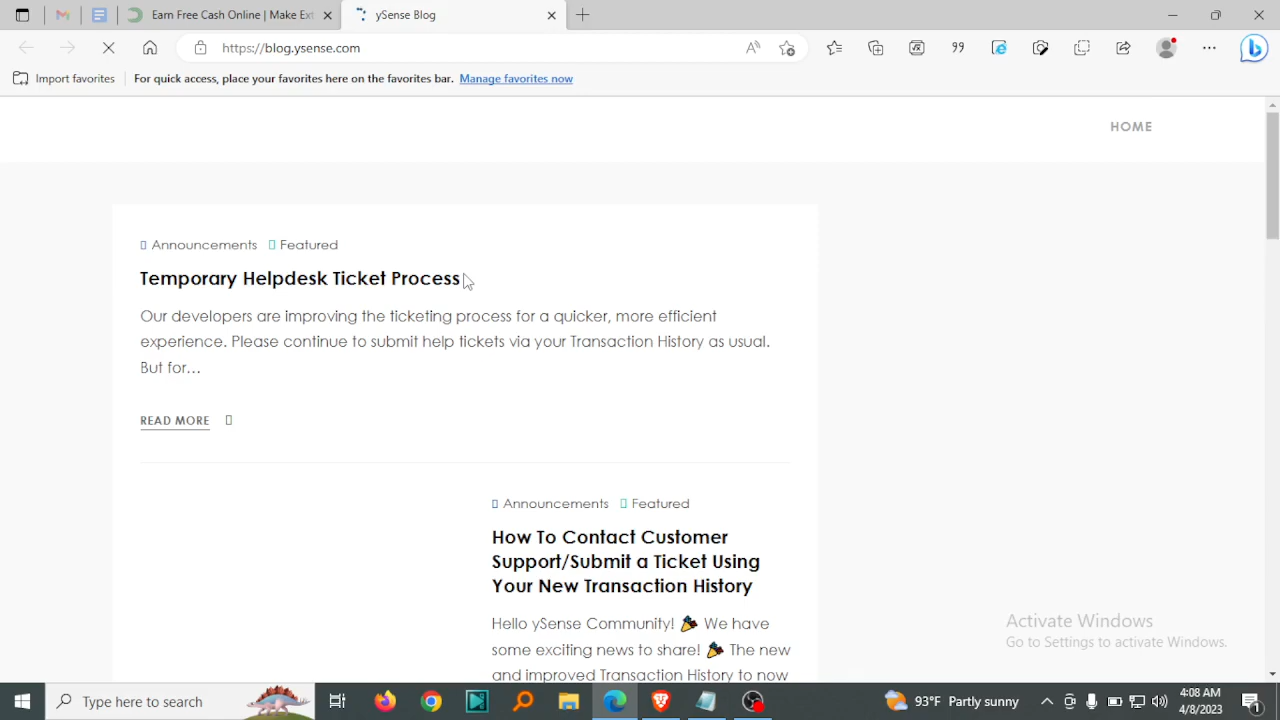 Earn Free Cash Online | Make Ext
ySense Blog
https://blog.ysense.com
Import favorites
For quick access, place your favorites here on the favorites bar. Manage favorites now
HOME
Announcements Featured
Temporary Helpdesk Ticket Process
Our developers are improving the ticketing process for a quicker, more efficient
experience. Please continue to submit help tickets via your Transaction History as usual.
But for...
READ MORE
Announcements Featured
How To Contact Customer
Support/Submit a Ticket Using
Your New Transaction History
Hello ySense Community! 🎉 We have
some exciting news to share! 🎉 The new
and improved Transaction History to now
Activate Windows
Go to Settings to activate Windows.
Type here to search
93°F Partly sunny
4:08 AM
4/8/2023
1